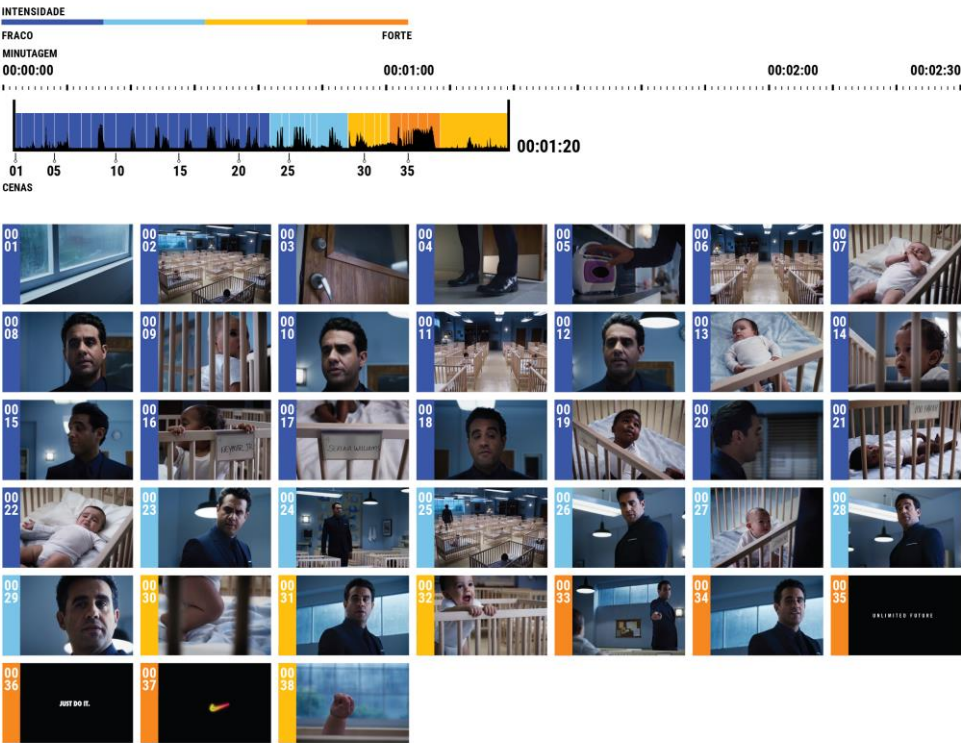 INTENSIDADE
FRACO FORTE
MINUTAGEM
00:00:00 00:01:00 00:02:00 00:02:30
00:01:20
01 05 10 15 20 25 30 35
CENAS
00 01 00 02 00 03 00 04 00 05 00 06 00 07
00 08 00 09 00 10 00 11 00 12 00 13 00 14
00 15 00 16 00 17 00 18 00 19 00 20 00 21
NEYMAR JR
SERENA WILLIAMS
00 22 00 23 00 24 00 25 00 26 00 27 00 28
00 29 00 30 00 31 00 32 00 33 00 34 00 35
UNLIMITED FUTURE
00 36 00 37 00 38
JUST DO IT.